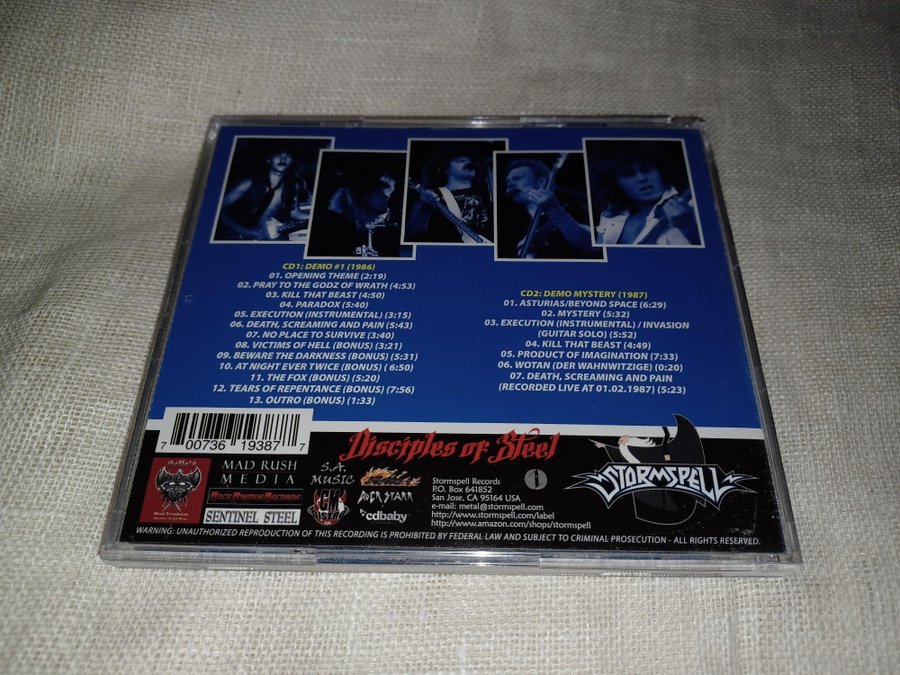 CD1: DEMO #1 (1986)
01. OPENING THEME (2:19)
02. PRAY TO THE GODZ OF WRATH (4:53)
03. KILL THAT BEAST (4:50)
04. PARADOX (5:40)
05. EXECUTION (INSTRUMENTAL) (3:15)
06. DEATH, SCREAMING AND PAIN (5:43)
07. NO PLACE TO SURVIVE (3:40)
08. VICTIMS OF HELL (BONUS) (3:21)
09. BEWARE THE DARKNESS (BONUS) (5:31)
10. AT NIGHT EVER TWICE (BONUS) (6:50)
11. THE FOX (BONUS) (5:20)
12. TEARS OF REPENTANCE (BONUS) (7:56)
13. OUTRO (BONUS) (1:33)
CD2: DEMO MYSTERY (1987)
01. ASTURIAS/BEYOND SPACE (6:29)
02. MYSTERY (5:32)
03. EXECUTION (INSTRUMENTAL) / INVASION
(GUITAR SOLO) (5:52)
04. KILL THAT BEAST (4:49)
05. PRODUCT OF IMAGINATION (7:33)
06. WOTAN (DER WAHNWITZIGE) (0:20)
07. DEATH, SCREAMING AND PAIN
(RECORDED LIVE AT 01.02.1987) (5:23)
7 00736 19387 7
Disciples of Steel
STORMSPELL
MAD RUSH
MEDIA
SENTINEL STEEL
S.A.
MUSIC
ROCK STAKK
cdbaby
Stormspell Records
P.O. Box 641852
San Jose, CA 95164 USA
e-mail: metal@stormspell.com
http://www.stormspell.com/label
http://www.amazon.com/shops/stormspell
WARNING: UNAUTHORIZED REPRODUCTION OF THIS RECORDING IS PROHIBITED BY FEDERAL LAW AND SUBJECT TO CRIMINAL PROSECUTION - ALL RIGHTS RESERVED.